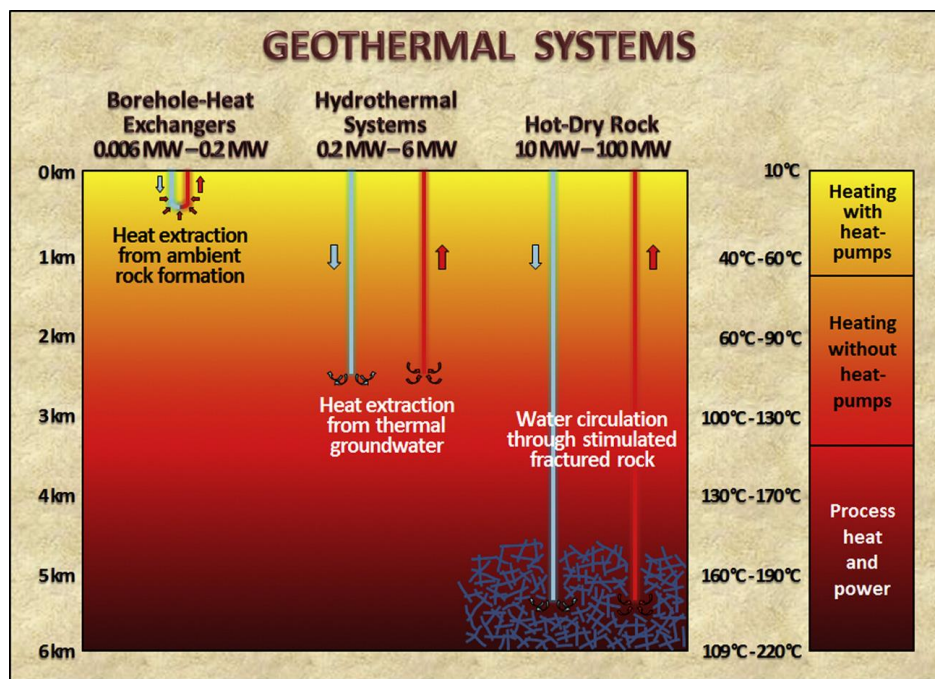 GEOTHERMAL SYSTEMS
Borehole-Heat
Exchangers
0.006 MW – 0.2 MW
Hydrothermal
Systems
0.2 MW – 6 MW
Hot-Dry Rock
10 MW – 100 MW
0 km
1 km
2 km
3 km
4 km
5 km
6 km
Heat extraction
from ambient
rock formation
Heat extraction
from thermal
groundwater
Water circulation
through stimulated
fractured rock
10°C
40°C - 60°C
60°C - 90°C
100°C - 130°C
130°C - 170°C
160°C - 190°C
109°C - 220°C
Heating
with
heat-
pumps
Heating
without
heat-
pumps
Process
heat
and
power